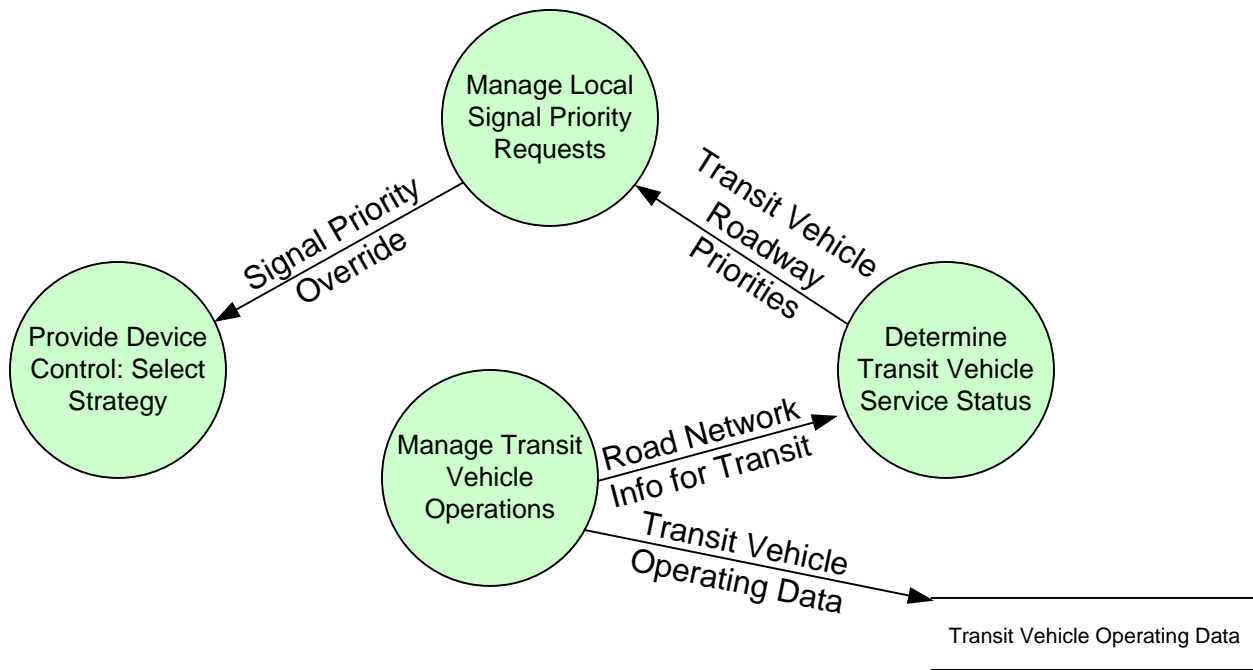 Manage Local
Signal Priority
Requests
Transit Vehicle
Roadway
Priorities
Signal Priority
Override
Provide Device
Control: Select
Strategy
Determine
Transit Vehicle
Service Status
Manage Transit
Vehicle
Operations
Road Network
Info for Transit
Transit Vehicle
Operating Data
Transit Vehicle Operating Data